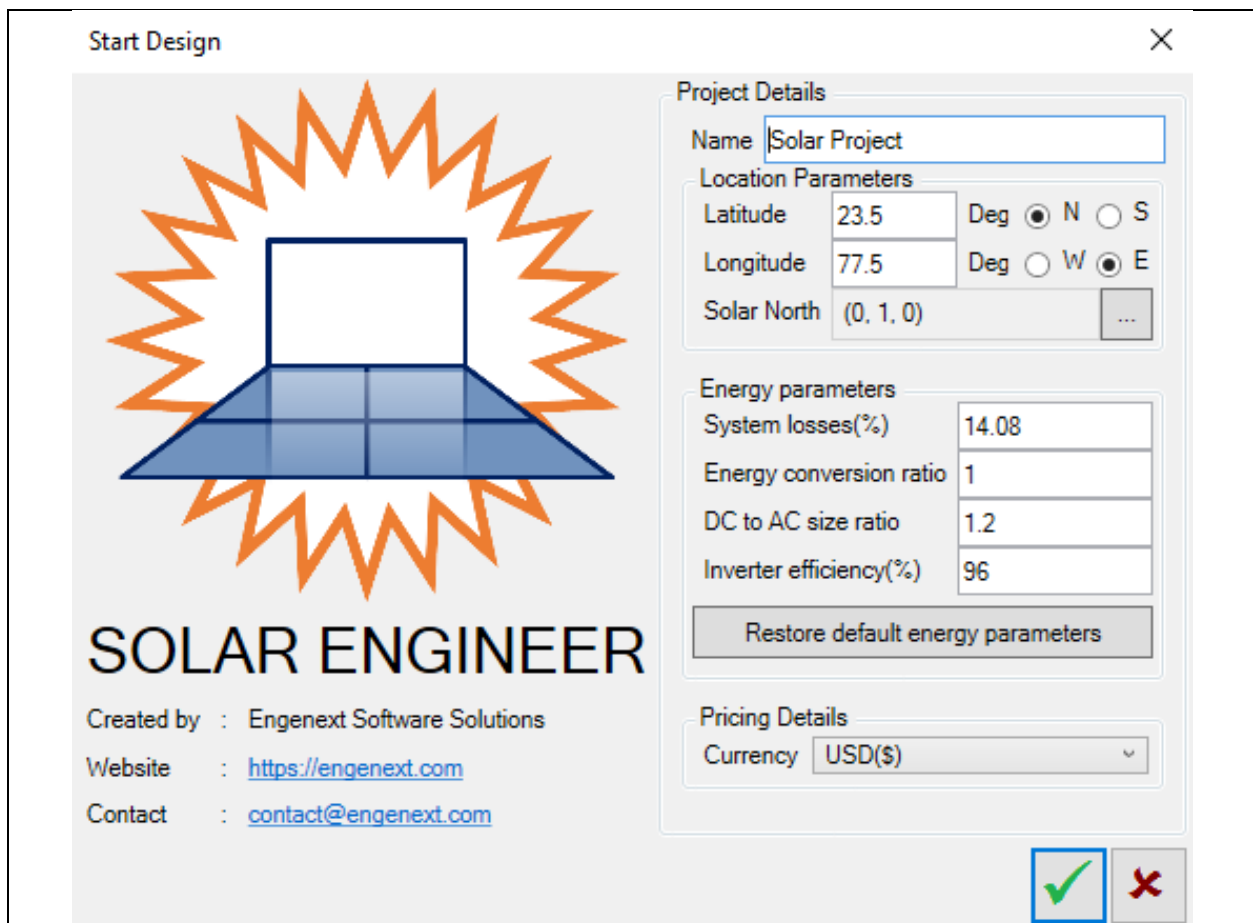 Start Design
Project Details
Name Solar Project
Location Parameters
Latitude 23.5 Deg N S
Longitude 77.5 Deg W E
Solar North (0, 1, 0) ...
Energy parameters
System losses(%) 14.08
Energy conversion ratio 1
DC to AC size ratio 1.2
Inverter efficiency(%) 96
Restore default energy parameters
Pricing Details
Currency USD($)
SOLAR ENGINEER
Created by : Engenext Software Solutions
Website : https://engenext.com
Contact : contact@engenext.com